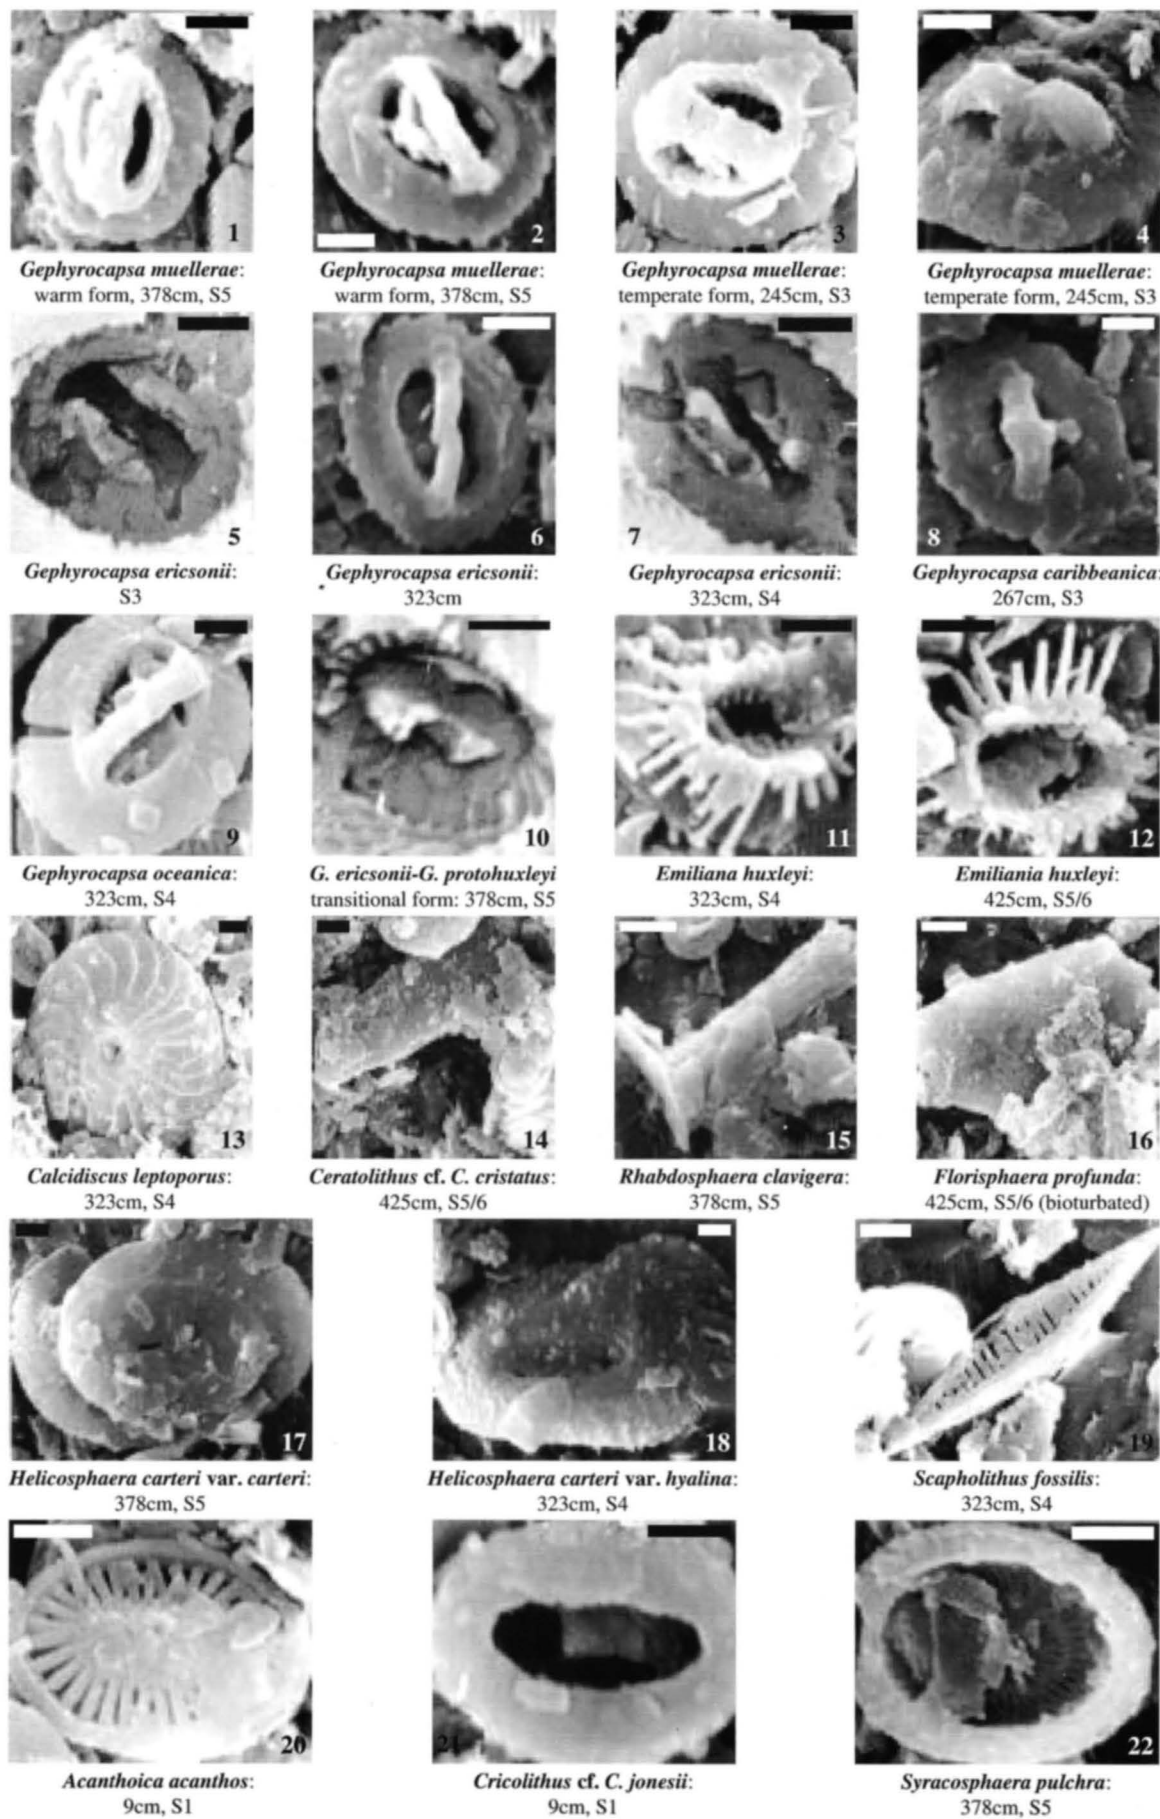 1
2
3
4
Gephyrocapsa muellerae:
warm form, 378cm, S5
Gephyrocapsa muellerae:
warm form, 378cm, S5
Gephyrocapsa muellerae:
temperate form, 245cm, S3
Gephyrocapsa muellerae:
temperate form, 245cm, S3
5
6
7
8
Gephyrocapsa ericsonii:
S3
Gephyrocapsa ericsonii:
323cm
Gephyrocapsa ericsonii:
323cm, S4
Gephyrocapsa caribbeanica:
267cm, S3
9
10
11
12
Gephyrocapsa oceanica:
323cm, S4
G. ericsonii-G. protohuxleyi
transitional form: 378cm, S5
Emiliana huxleyi:
323cm, S4
Emiliania huxleyi:
425cm, S5/6
13
14
15
16
Calcidiscus leptoporus:
323cm, S4
Ceratolithus cf. C. cristatus:
425cm, S5/6
Rhabdosphaera clavigera:
378cm, S5
Florisphaera profunda:
425cm, S5/6 (bioturbated)
17
18
19
Helicosphaera carteri var. carteri:
378cm, S5
Helicosphaera carteri var. hyalina:
323cm, S4
Scapholithus fossilis:
323cm, S4
20
21
22
Acanthoica acanthos:
9cm, S1
Cricolithus cf. C. jonesii:
9cm, S1
Syracosphaera pulchra:
378cm, S5